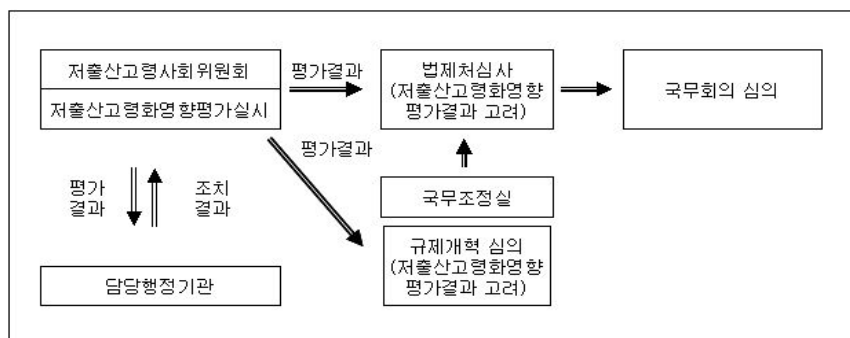 저출산고령사회위원회
저출산고령화영향평가실시
평가결과
법제처심사
(저출산고령화영향
평가결과 고려)
국무회의 심의
평가결과
평가
결과
조치
결과
국무조정실
규제개혁 심의
(저출산고령화영향
평가결과 고려)
담당행정기관